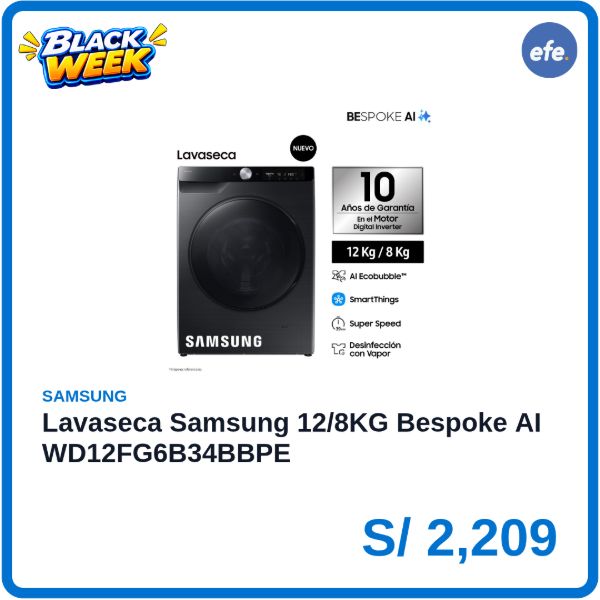 BLACK
WEEK
efe.
BESPOKE AI
Lavaseca
NUEVO
10
Años de Garantía
En el Motor
Digital Inverter
12 Kg / 8 Kg
AI Ecobubble™
SmartThings
Super Speed
Desinfección
con Vapor
SAMSUNG
SAMSUNG
Lavaseca Samsung 12/8KG Bespoke AI
WD12FG6B34BBPE
S/ 2,209